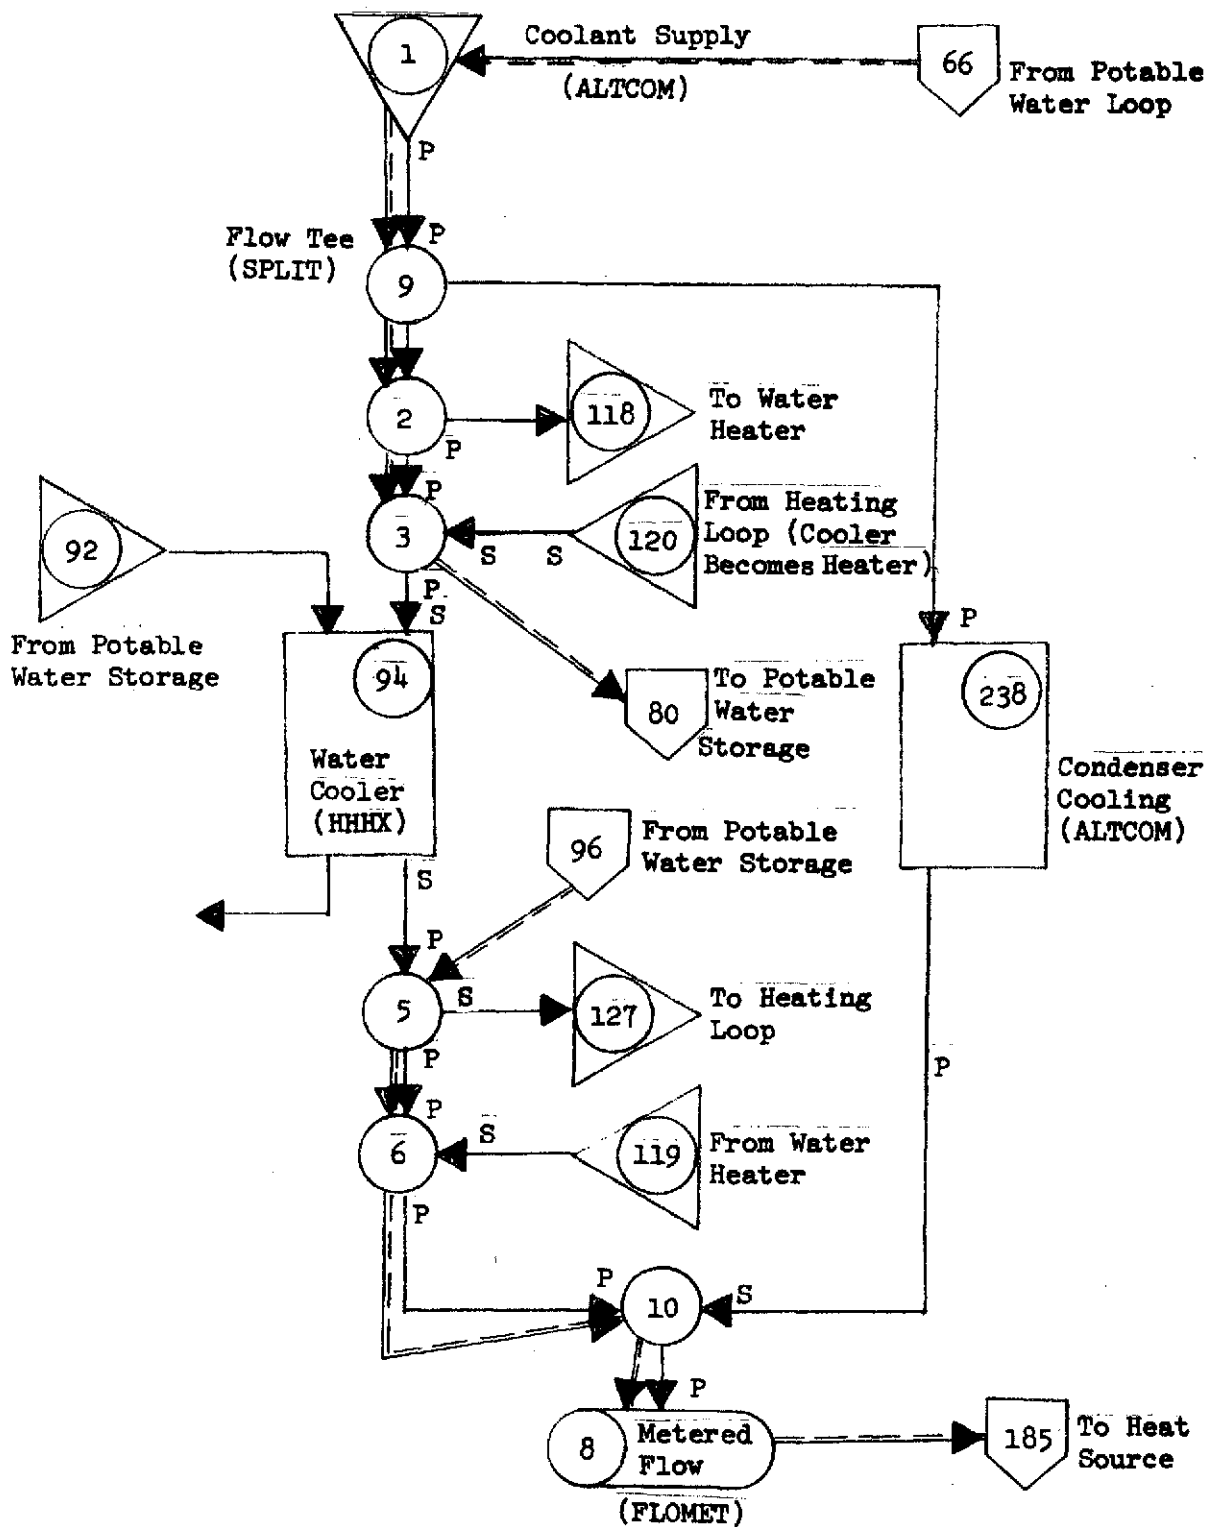 1
Coolant Supply
(ALTCOM)
66
From Potable
Water Loop
P
Flow Tee
(SPLIT)
P
9
2
118
To Water
Heater
P
P
3
S
S
120
From Heating
Loop (Cooler
Becomes Heater)
92
From Potable
Water Storage
P
S
P
94
Water
Cooler
(HHHX)
80
To Potable
Water
Storage
238
Condenser
Cooling
(ALTCOM)
96
From Potable
Water Storage
S
P
5
S
127
To Heating
Loop
P
P
P
6
S
119
From Water
Heater
P
P
10
S
P
8
Metered
Flow
(FLOMET)
185
To Heat
Source